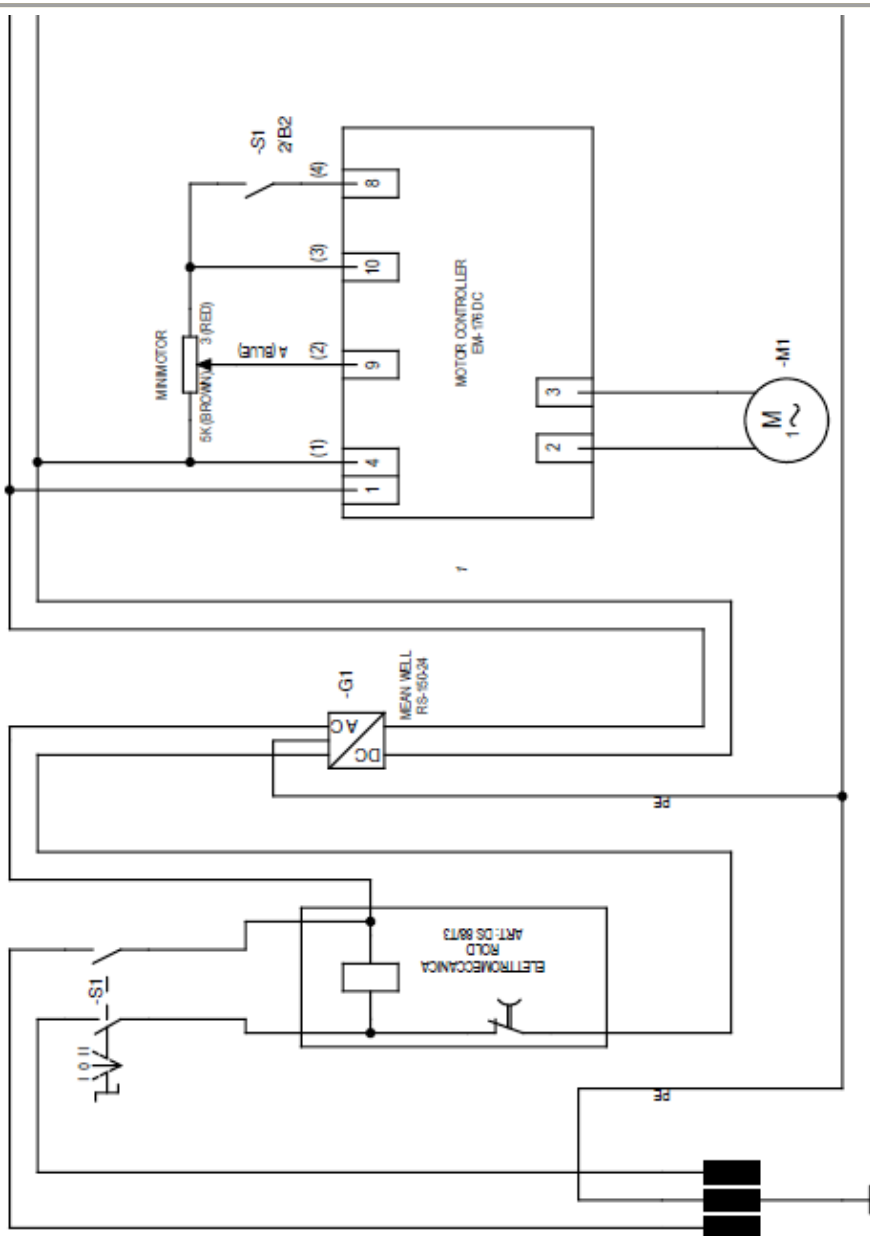 -S1
2/B2
(4)
8
(3)
10
MINIMOTOR
3 (RED)
A (BLUE)
(2)
9
5K (BROWN)
(1)
4
1
MOTOR CONTROLLER
EM-176 DC
3
2
-M1
M
1~
1
-G1
MEAN WELL
RS-150-24
AC
DC
PE
ELETTROMECCANICA
ROLD
ART: DS 88/T3
-S1
I 0 II
PE